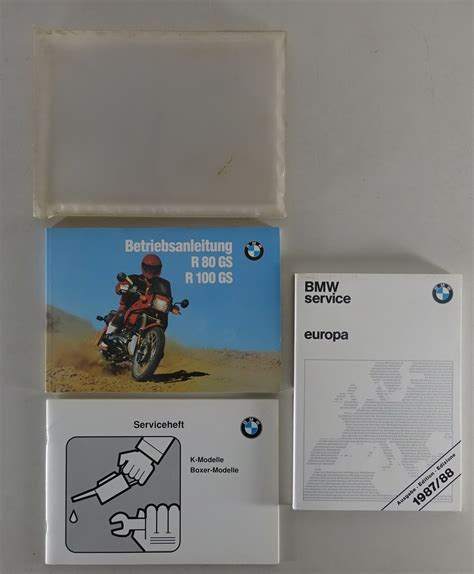 Betriebsanleitung
R 80 GS
R 100 GS
BMW
service
europa
Ausgabe · Edition · Edizione
1987/88
Serviceheft
K-Modelle
Boxer-Modelle